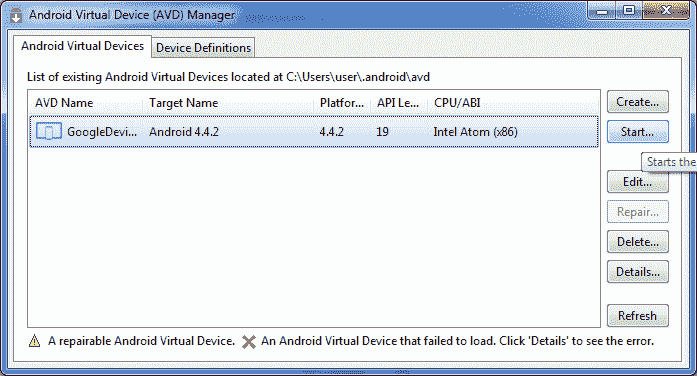 Android Virtual Device (AVD) Manager
Android Virtual Devices Device Definitions
List of existing Android Virtual Devices located at C:\Users\user\.android\avd
AVD Name Target Name Platfor... API Le... CPU/ABI
GoogleDevi... Android 4.4.2 4.4.2 19 Intel Atom (x86)
Create...
Start...
Starts the
Edit...
Repair...
Delete...
Details...
Refresh
A repairable Android Virtual Device. An Android Virtual Device that failed to load. Click 'Details' to see the error.